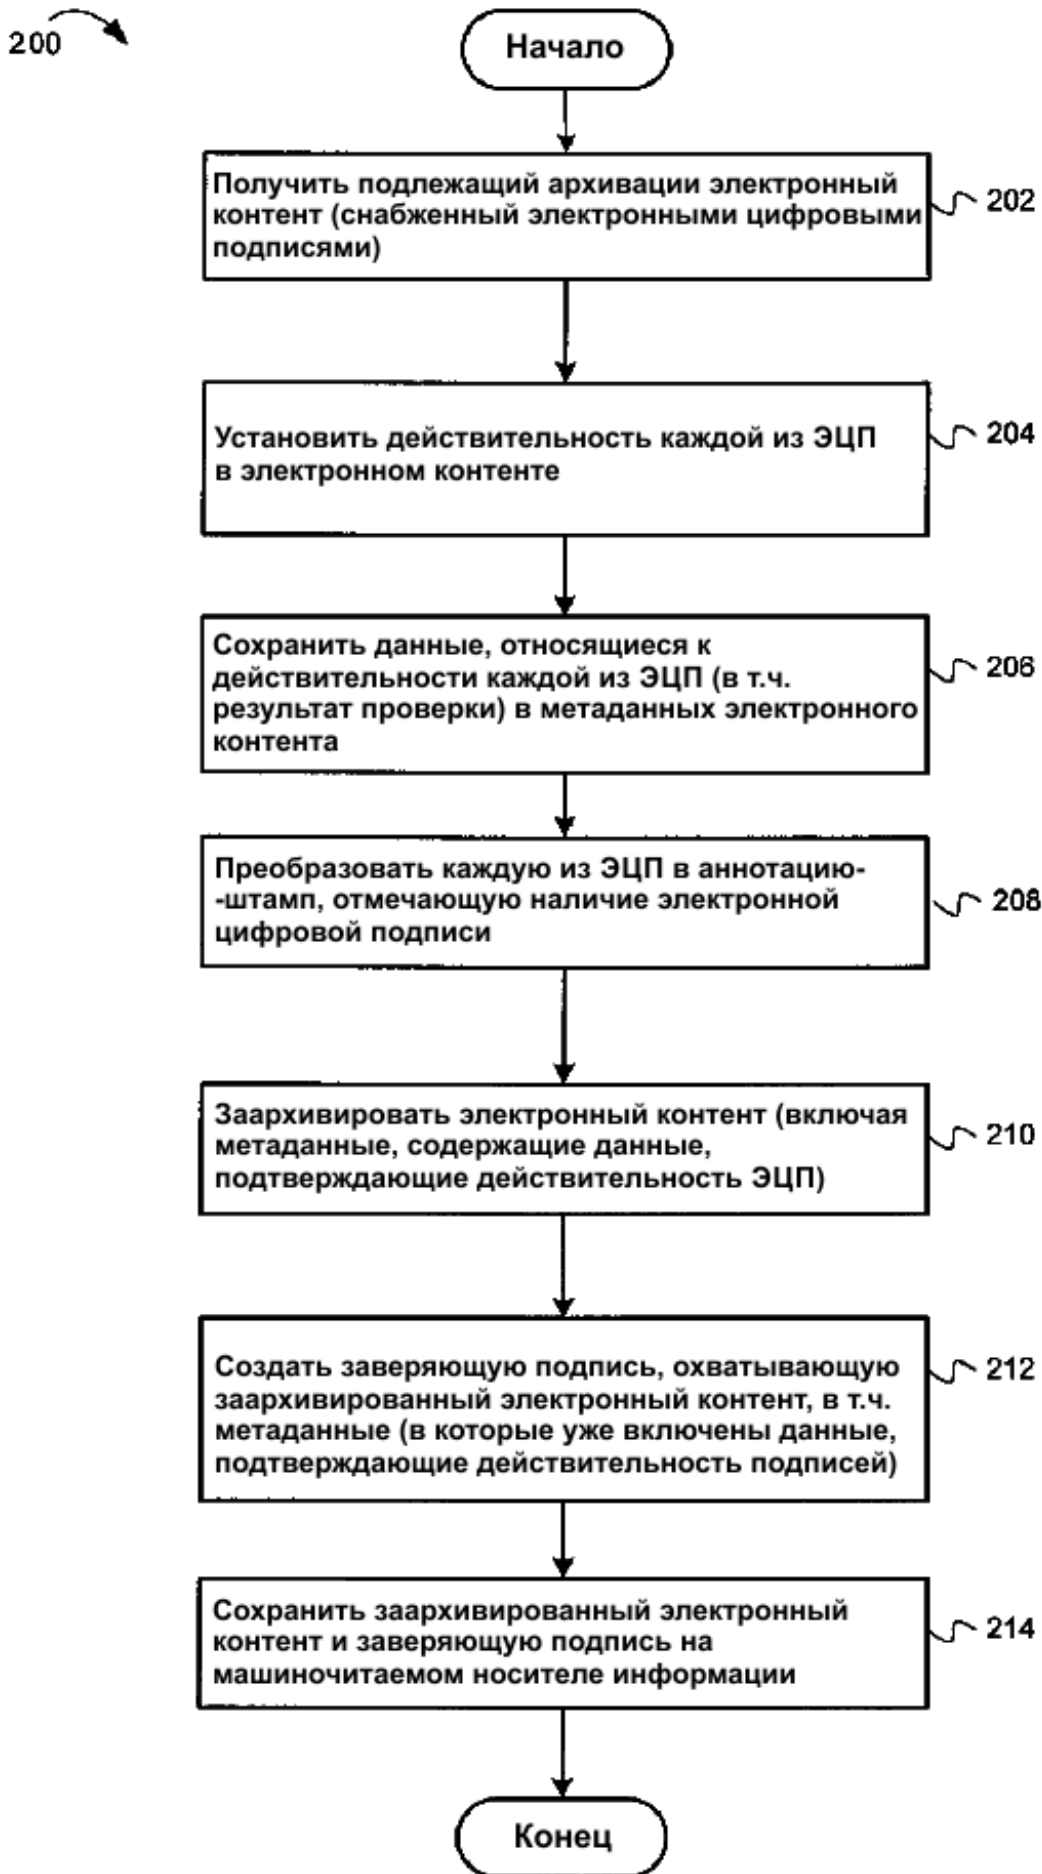 200
Начало
Получить подлежащий архивации электронный
контент (снабженный электронными цифровыми
подписями)
202
Установить действительность каждой из ЭЦП
в электронном контенте
204
Сохранить данные, относящиеся к
действительности каждой из ЭЦП (в т.ч.
результат проверки) в метаданных электронного
контента
206
Преобразовать каждую из ЭЦП в аннотацию-
-штамп, отмечающую наличие электронной
цифровой подписи
208
Заархивировать электронный контент (включая
метаданные, содержащие данные,
подтверждающие действительность ЭЦП)
210
Создать заверяющую подпись, охватывающую
заархивированный электронный контент, в т.ч.
метаданные (в которые уже включены данные,
подтверждающие действительность подписей)
212
Сохранить заархивированный электронный
контент и заверяющую подпись на
машиночитаемом носителе информации
214
Конец